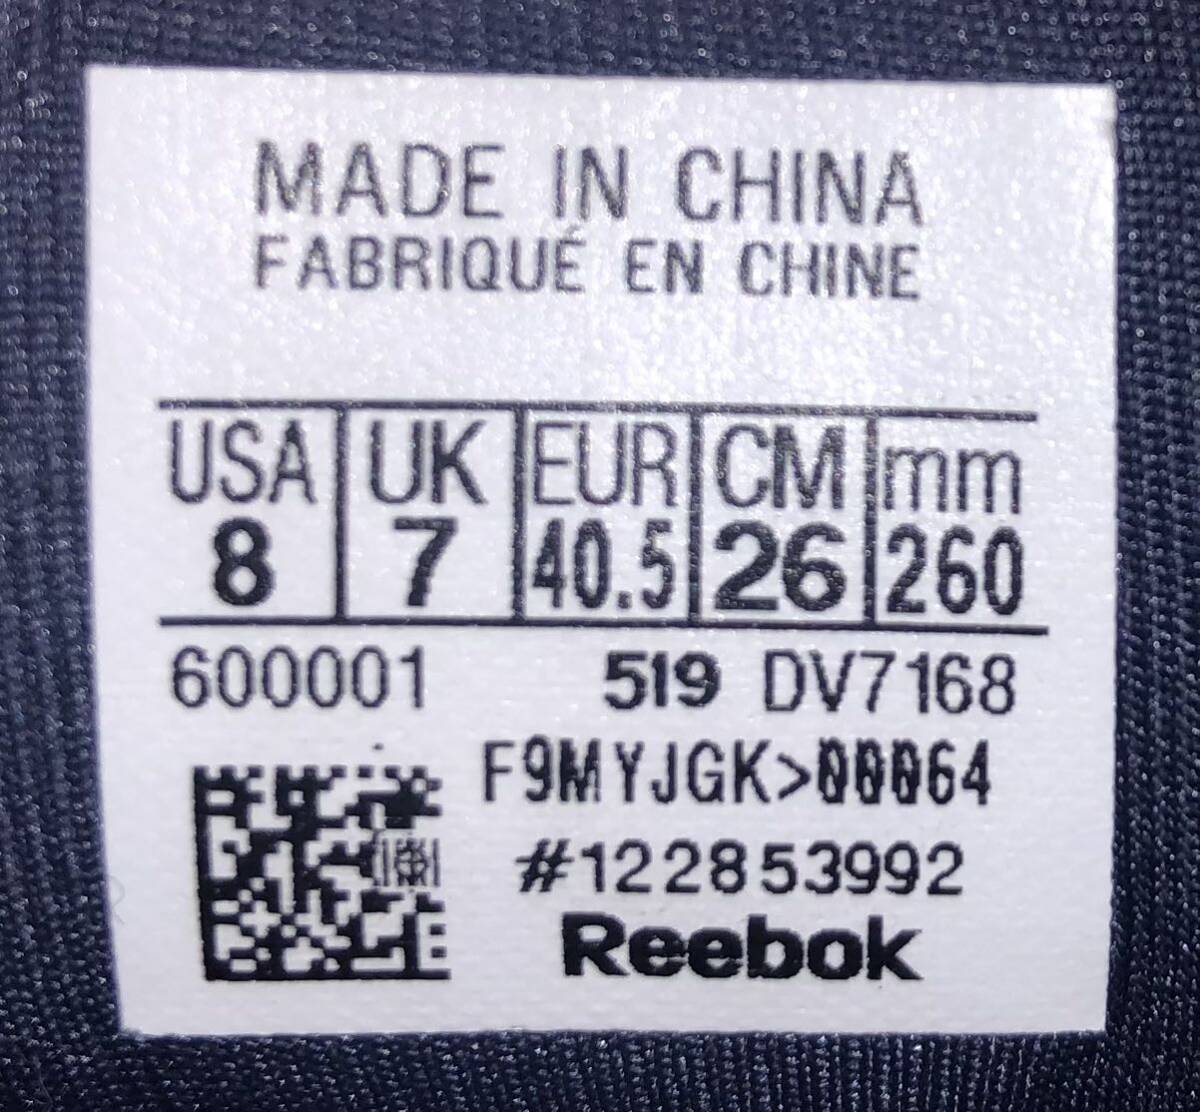 MADE IN CHINA
FABRIQUÉ EN CHINE
USA UK EUR CM mm
8 7 40.5 26 260
600001 519 DV7168
F9MYJGK>00064
#122853992
Reebok